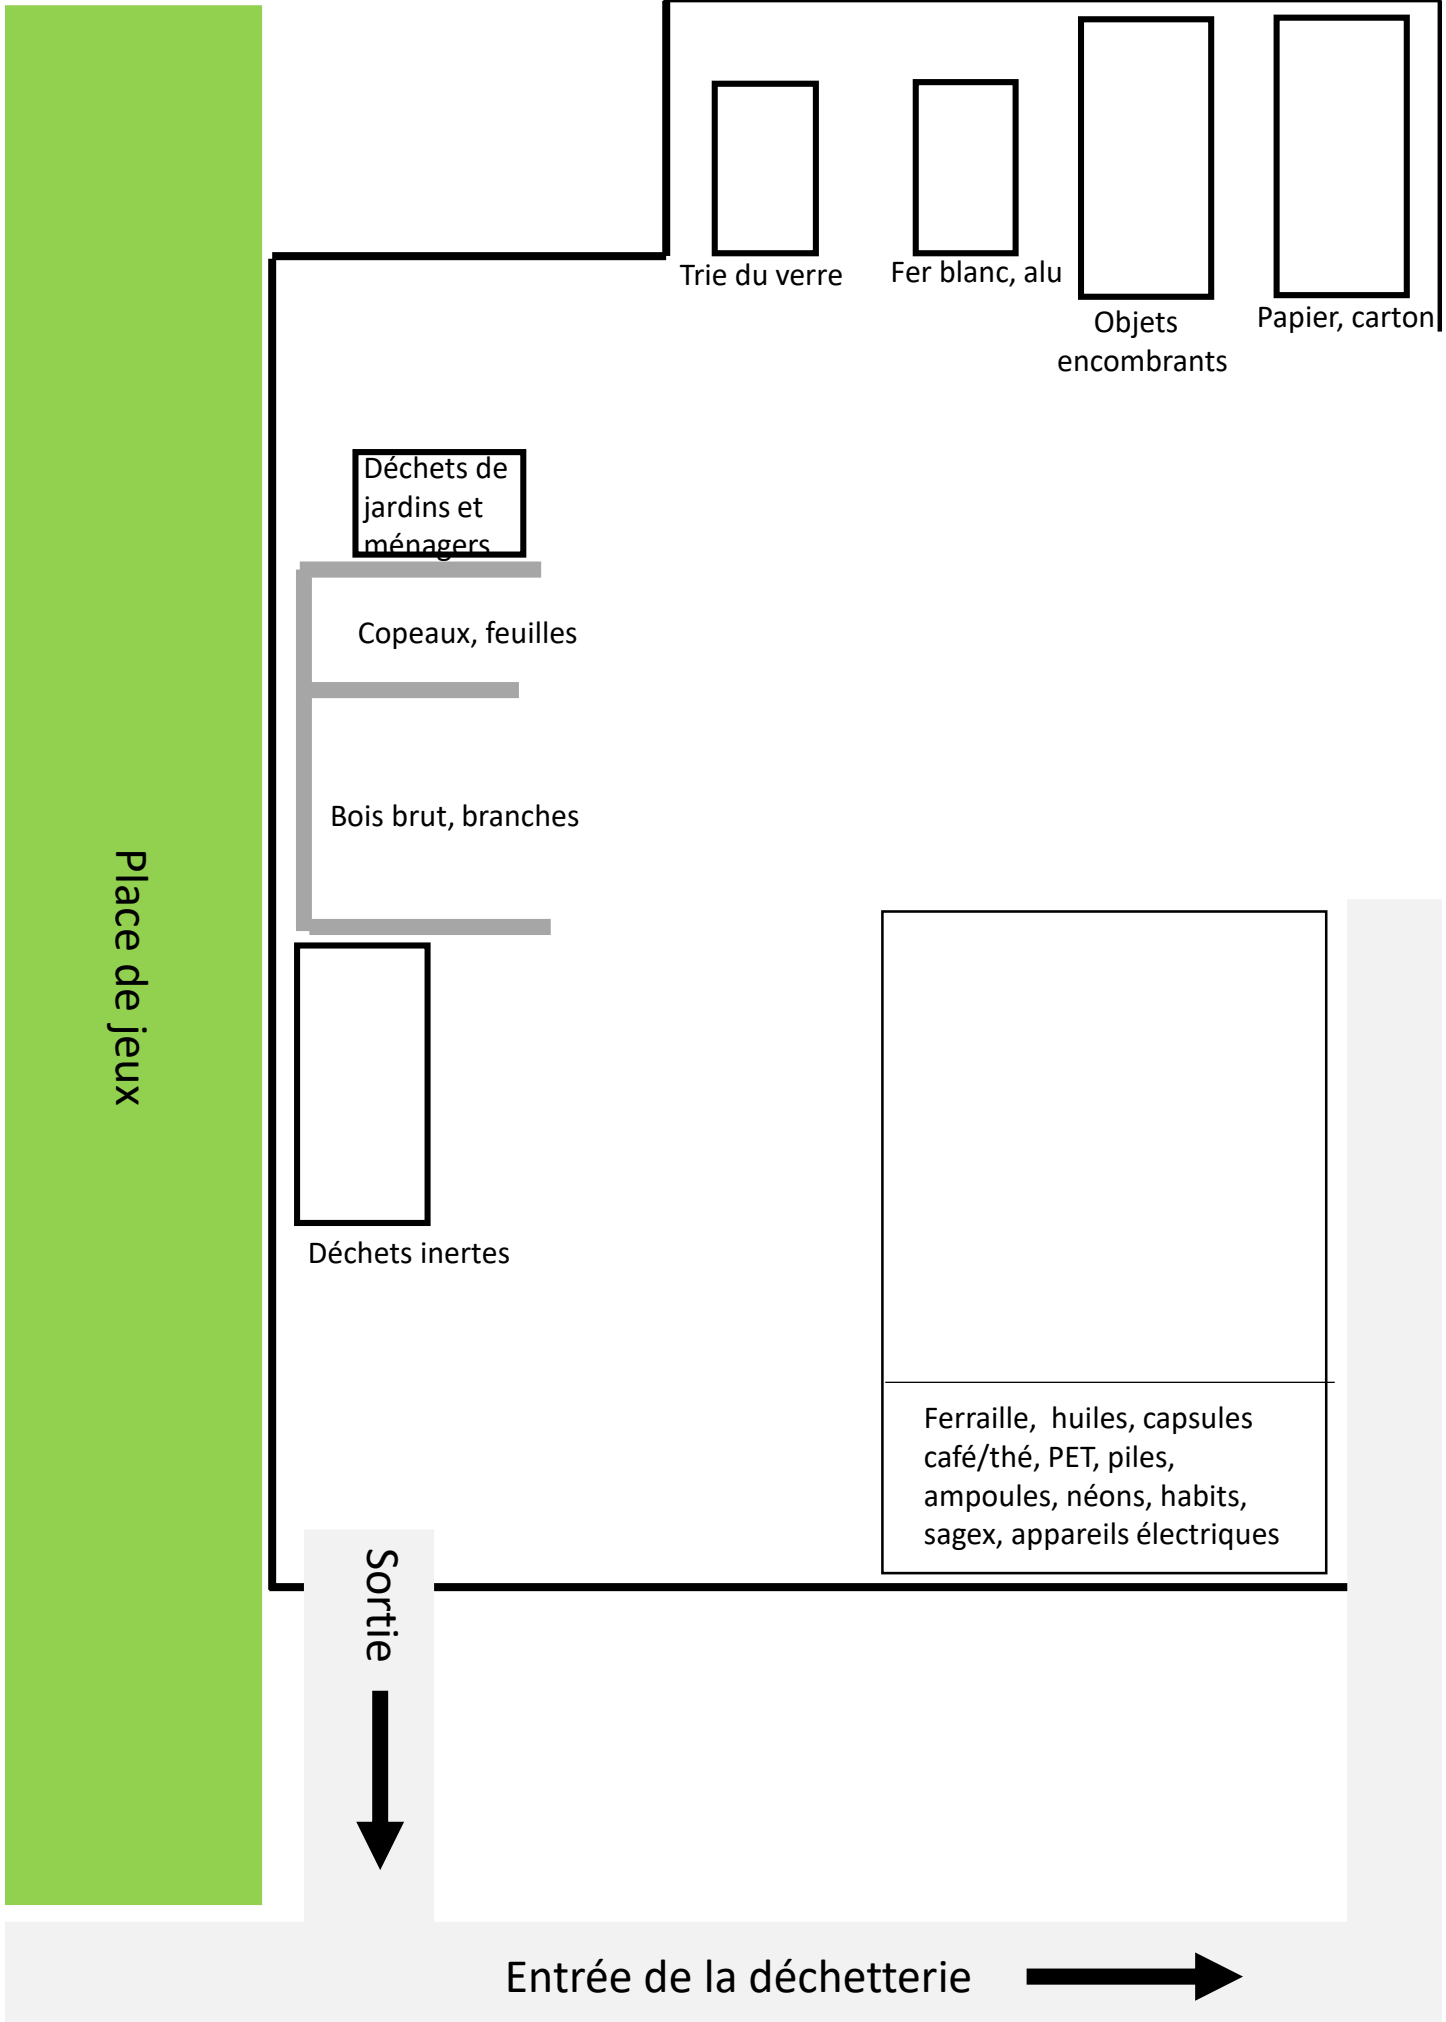 Trie du verre
Fer blanc, alu
Objets
encombrants
Papier, carton
Déchets de
jardins et
ménagers
Copeaux, feuilles
Bois brut, branches
Place de jeux
Déchets inertes
Ferraille,  huiles, capsules
café/thé, PET, piles,
ampoules, néons, habits,
sagex, appareils électriques
Sortie
Entrée de la déchetterie